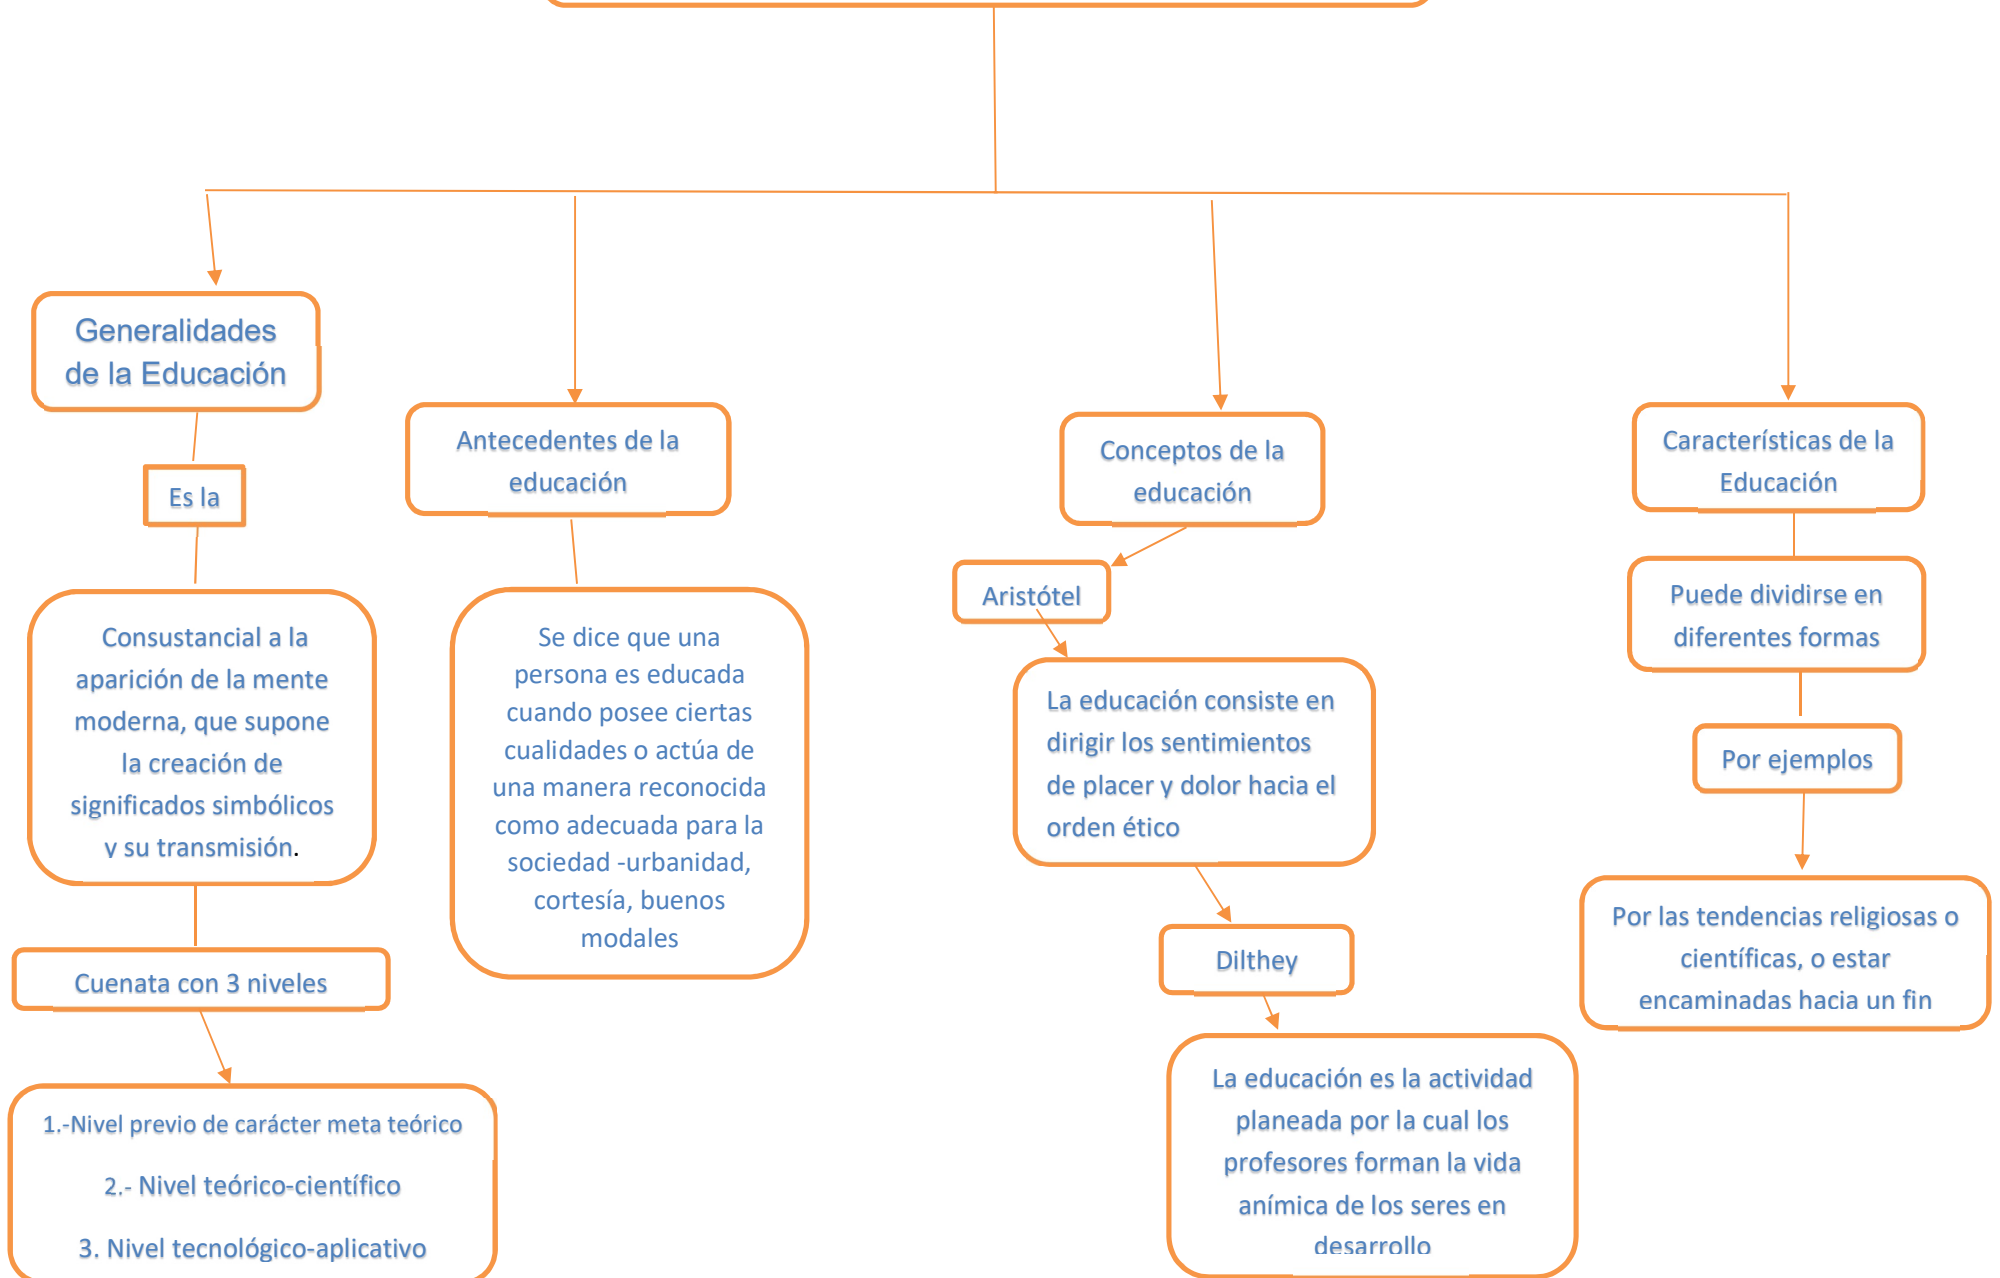 Generalidades
de la Educación
Es la
Consustancial a la
aparición de la mente
moderna, que supone
la creación de
significados simbólicos
y su transmisión.
Cuenata con 3 niveles
1.-Nivel previo de carácter meta teórico
2.- Nivel teórico-científico
3. Nivel tecnológico-aplicativo
Antecedentes de la
educación
Se dice que una
persona es educada
cuando posee ciertas
cualidades o actúa de
una manera reconocida
como adecuada para la
sociedad -urbanidad,
cortesía, buenos
modales
Conceptos de la
educación
Aristótel
La educación consiste en
dirigir los sentimientos
de placer y dolor hacia el
orden ético
Dilthey
La educación es la actividad
planeada por la cual los
profesores forman la vida
anímica de los seres en
desarrollo
Características de la
Educación
Puede dividirse en
diferentes formas
Por ejemplos
Por las tendencias religiosas o
científicas, o estar
encaminadas hacia un fin